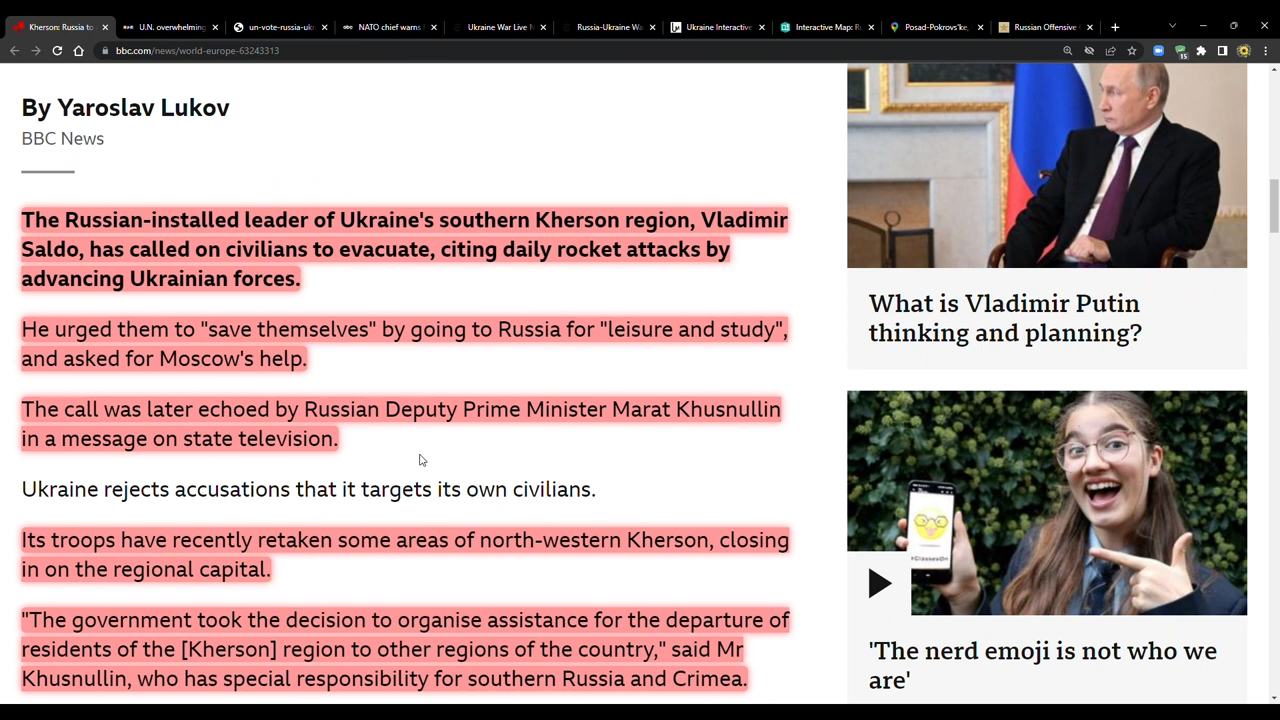 Kherson: Russia to
U.N. overwhelming
un-vote-russia-uk
NATO chief warns
Ukraine War Live N
Russia-Ukraine Wa
Ukraine Interactive
Interactive Map: Ru
Posad-Pokrovs'ke,
Russian Offensive
bbc.com/news/world-europe-63243313
15
By Yaroslav Lukov
BBC News
The Russian-installed leader of Ukraine's southern Kherson region, Vladimir
Saldo, has called on civilians to evacuate, citing daily rocket attacks by
advancing Ukrainian forces.
He urged them to "save themselves" by going to Russia for "leisure and study",
and asked for Moscow's help.
The call was later echoed by Russian Deputy Prime Minister Marat Khusnullin
in a message on state television.
Ukraine rejects accusations that it targets its own civilians.
Its troops have recently retaken some areas of north-western Kherson, closing
in on the regional capital.
"The government took the decision to organise assistance for the departure of
residents of the [Kherson] region to other regions of the country," said Mr
Khusnullin, who has special responsibility for southern Russia and Crimea.
What is Vladimir Putin
thinking and planning?
'The nerd emoji is not who we
are'